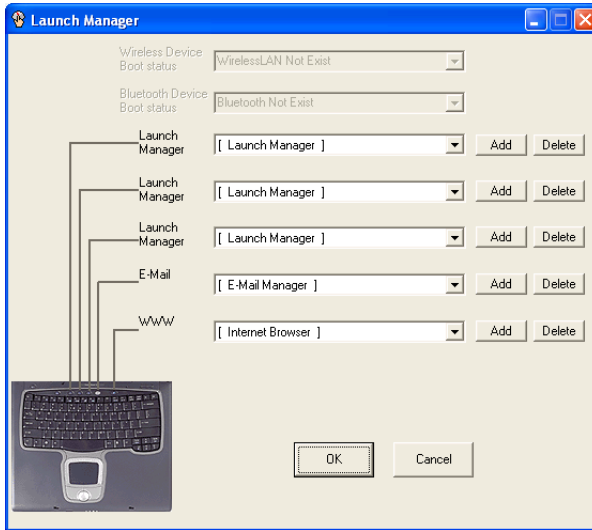 Launch Manager
Wireless Device
Boot status
WirelessLAN Not Exist
Bluetooth Device
Boot status
Bluetooth Not Exist
Launch
Manager
[ Launch Manager ]
Add
Delete
Launch
Manager
[ Launch Manager ]
Add
Delete
Launch
Manager
[ Launch Manager ]
Add
Delete
E-Mail
[ E-Mail Manager ]
Add
Delete
WWW
[ Internet Browser ]
Add
Delete
OK
Cancel